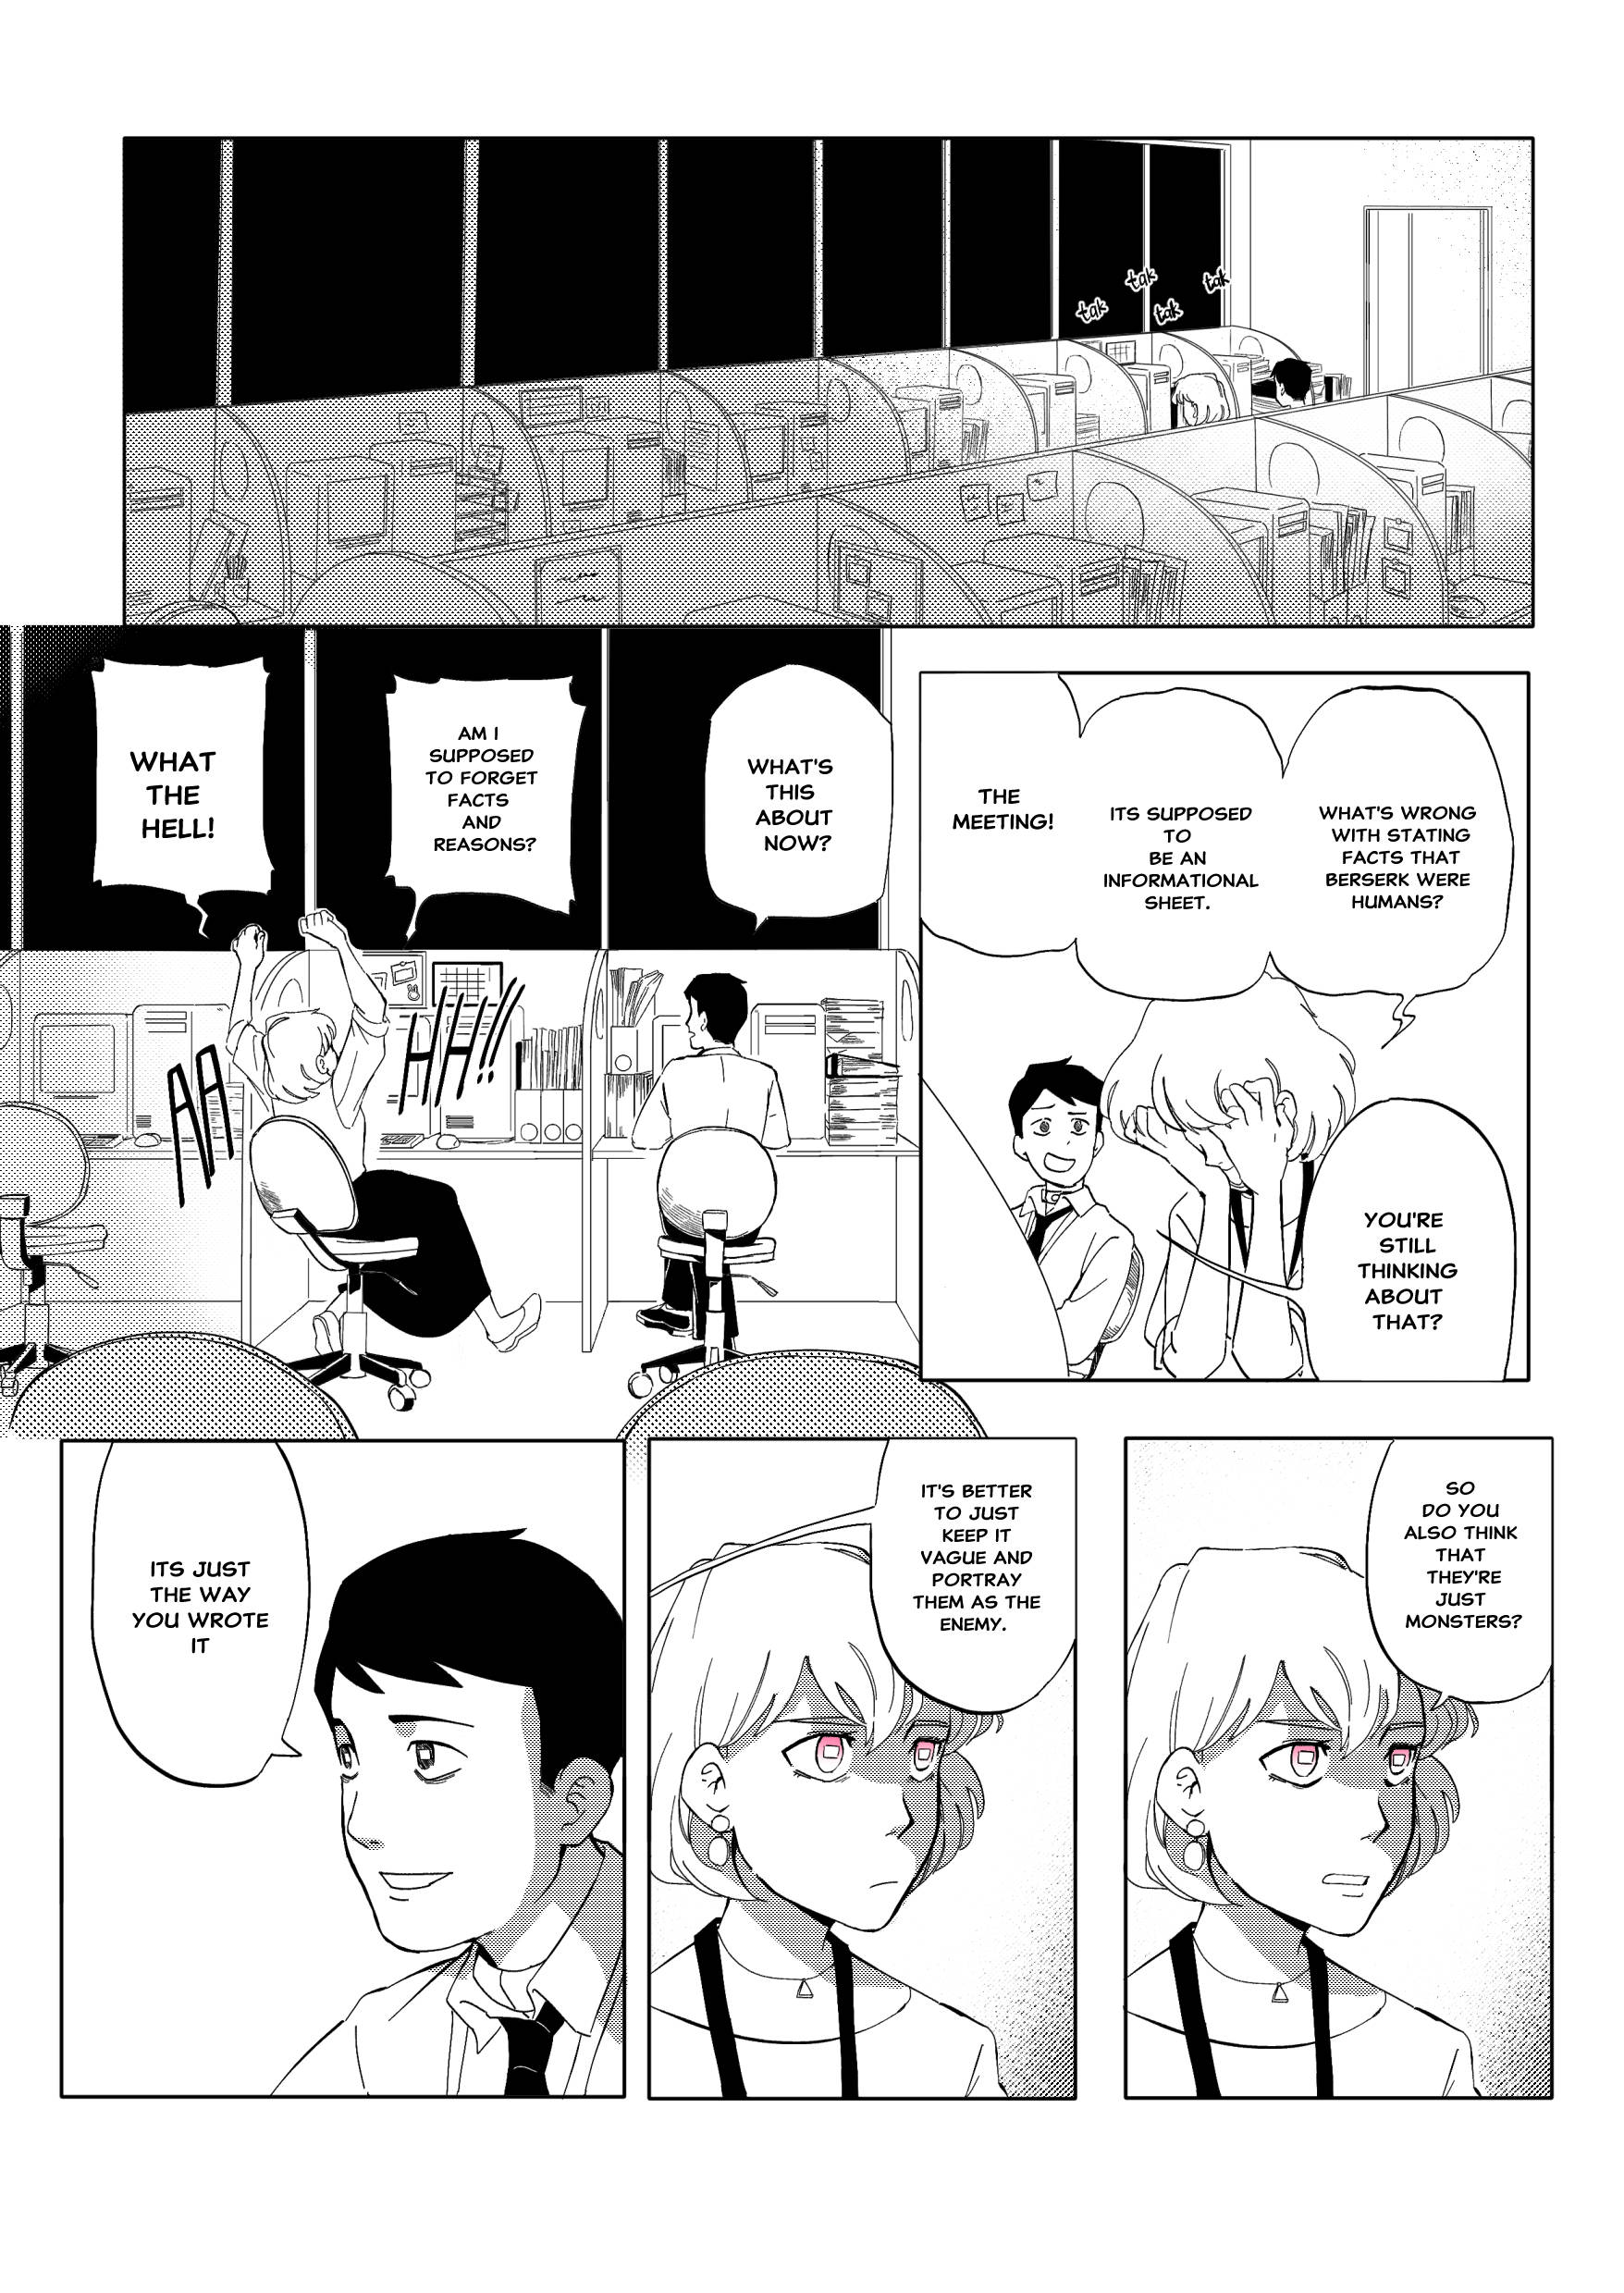 tak
tak
tak
tak
WHAT
THE
HELL!
AM I
SUPPOSED
TO FORGET
FACTS
AND
REASONS?
AA
HH!!
WHAT'S
THIS
ABOUT
NOW?
THE
MEETING!
ITS SUPPOSED
TO
BE AN
INFORMATIONAL
SHEET.
WHAT'S WRONG
WITH STATING
FACTS THAT
BERSERK WERE
HUMANS?
YOU'RE
STILL
THINKING
ABOUT
THAT?
ITS JUST
THE WAY
YOU WROTE
IT
IT'S BETTER
TO JUST
KEEP IT
VAGUE AND
PORTRAY
THEM AS THE
ENEMY.
SO
DO YOU
ALSO THINK
THAT
THEY'RE
JUST
MONSTERS?